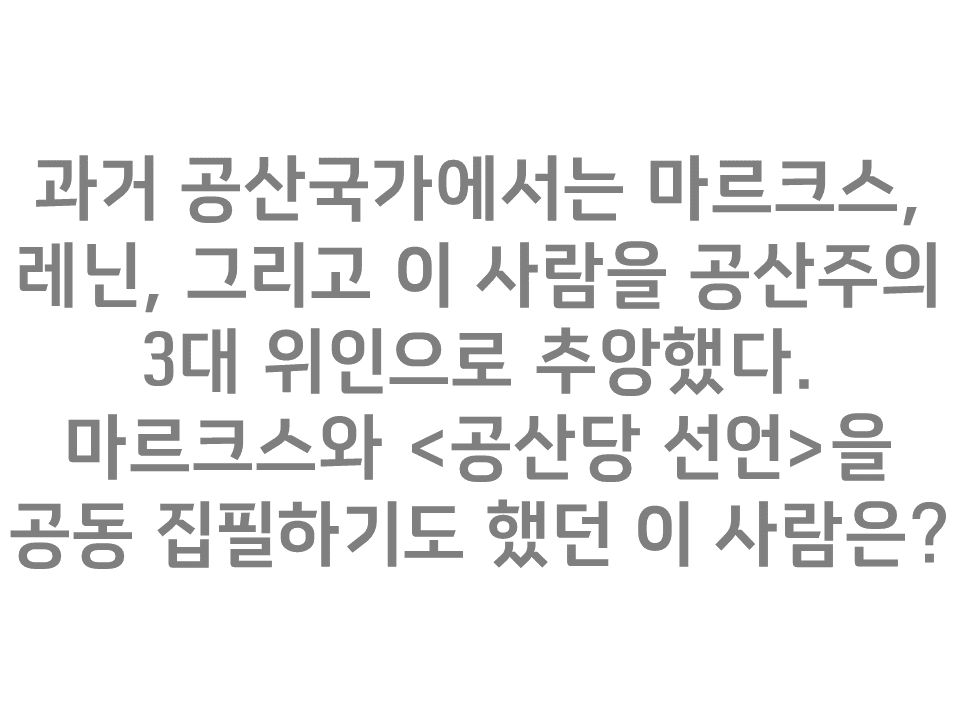 과거 공산국가에서는 마르크스,
레닌, 그리고 이 사람을 공산주의
3대 위인으로 추앙했다.
마르크스와 <공산당 선언>을
공동 집필하기도 했던 이 사람은?